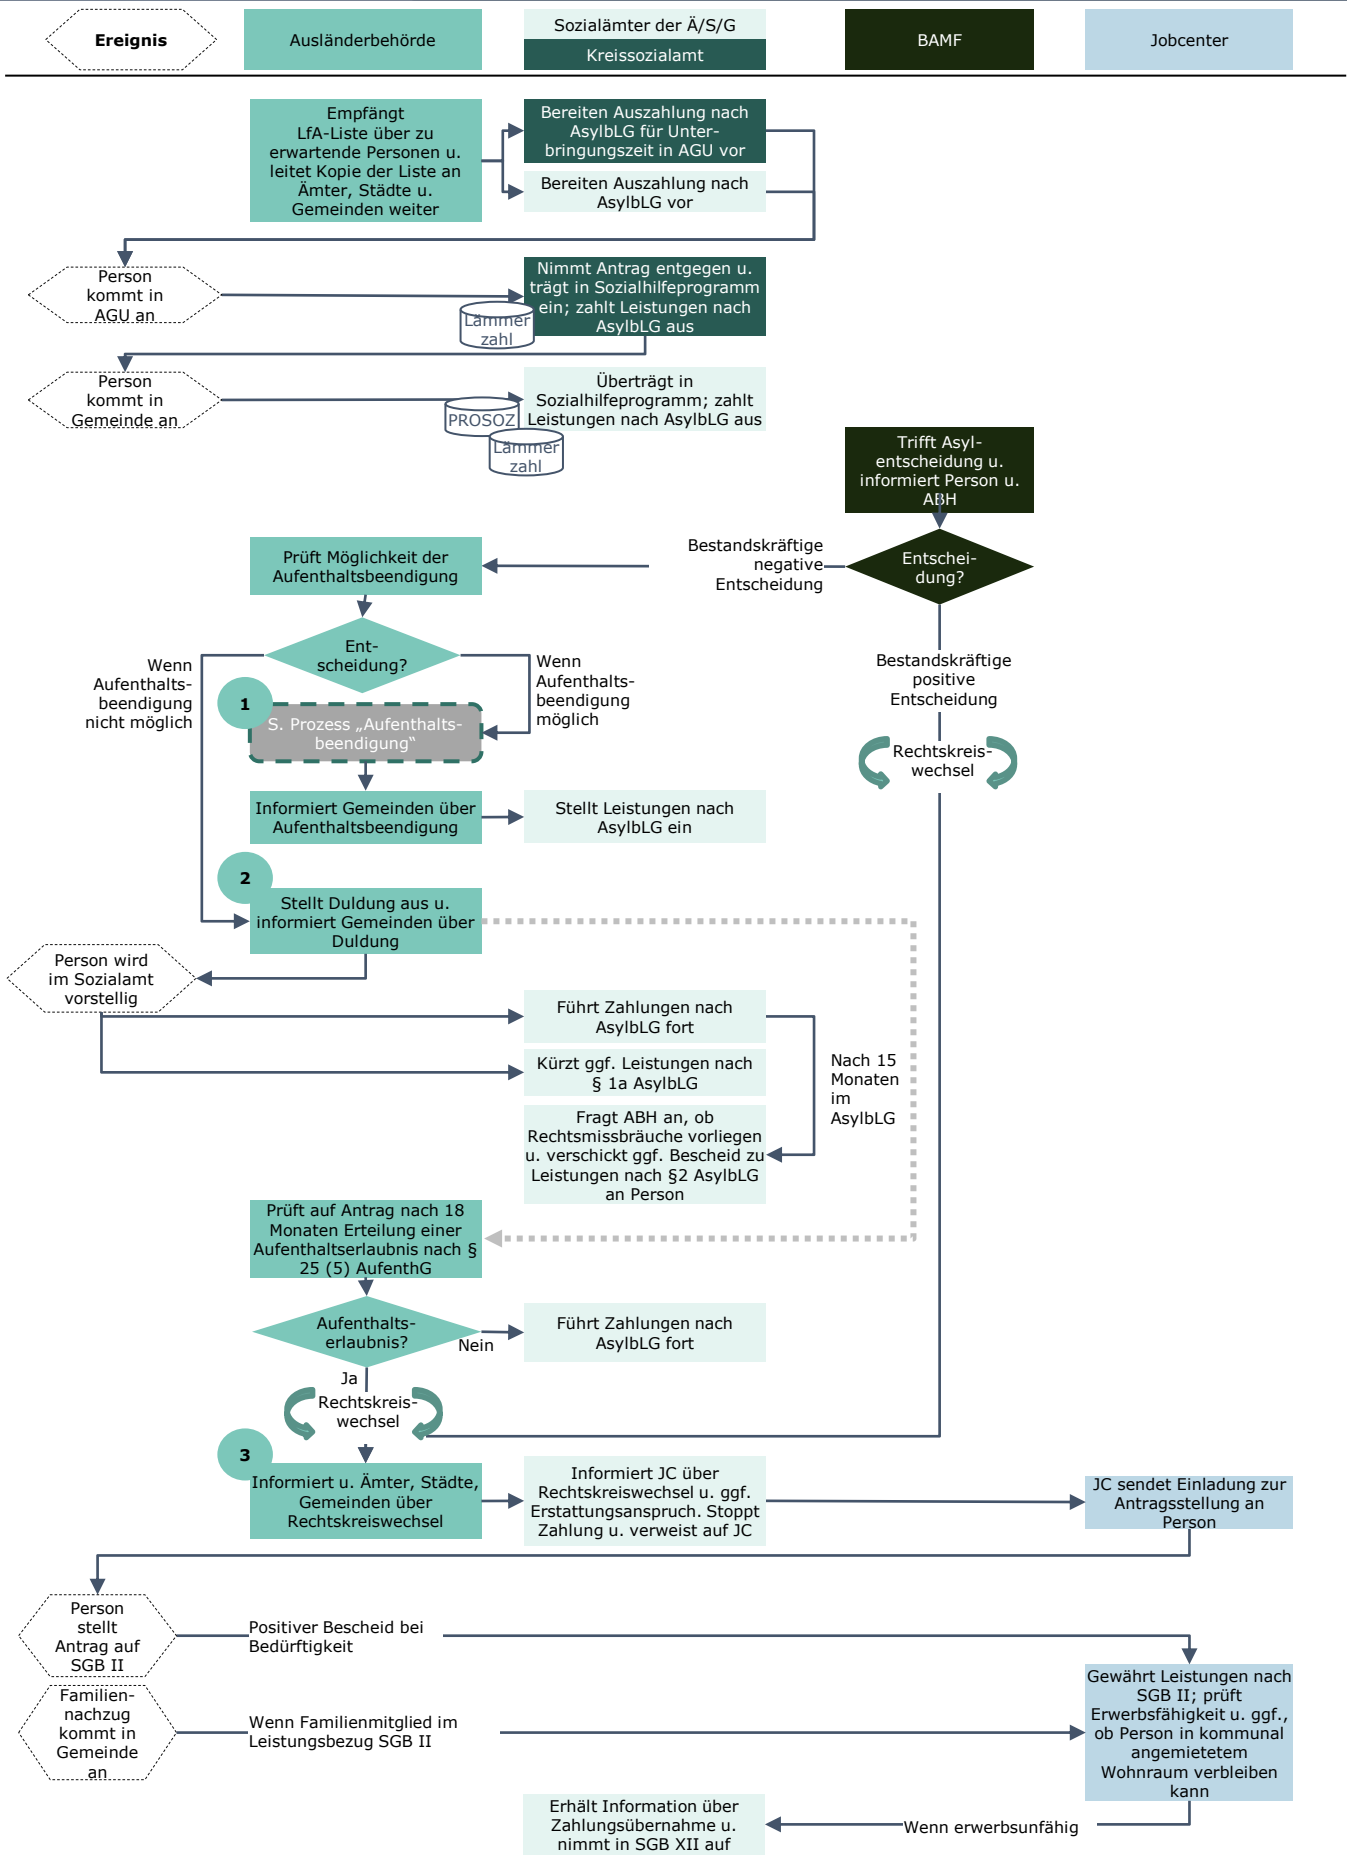 Ereignis
Ausländerbehörde
Sozialämter der Ä/S/G
Kreissozialamt
BAMF
Jobcenter
Empfängt
LfA-Liste über zu
erwartende Personen u.
leitet Kopie der Liste an
Ämter, Städte u.
Gemeinden weiter
Bereiten Auszahlung nach
AsylbLG für Unter-
bringungszeit in AGU vor
Bereiten Auszahlung nach
AsylbLG vor
Person
kommt in
AGU an
Nimmt Antrag entgegen u.
trägt in Sozialhilfeprogramm
ein; zahlt Leistungen nach
AsylbLG aus
Lämmer
zahl
Person
kommt in
Gemeinde an
Überträgt in
Sozialhilfeprogramm; zahlt
Leistungen nach AsylbLG aus
PROSOZ
Lämmer
zahl
Trifft Asyl-
entscheidung u.
informiert Person u.
ABH
Entschei-
dung?
Bestandskräftige
negative
Entscheidung
Prüft Möglichkeit der
Aufenthaltsbeendigung
Ent-
scheidung?
Wenn
Aufenthalts-
beendigung
nicht möglich
Wenn
Aufenthalts-
beendigung
möglich
Bestandskräftige
positive
Entscheidung
1
S. Prozess „Aufenthalts-
beendigung“
Rechtskreis-
wechsel
Informiert Gemeinden über
Aufenthaltsbeendigung
Stellt Leistungen nach
AsylbLG ein
2
Stellt Duldung aus u.
informiert Gemeinden über
Duldung
Person wird
im Sozialamt
vorstellig
Führt Zahlungen nach
AsylbLG fort
Kürzt ggf. Leistungen nach
§ 1a AsylbLG
Nach 15
Monaten
im
AsylbLG
Fragt ABH an, ob
Rechtsmissbräuche vorliegen
u. verschickt ggf. Bescheid zu
Leistungen nach §2 AsylbLG
an Person
Prüft auf Antrag nach 18
Monaten Erteilung einer
Aufenthaltserlaubnis nach §
25 (5) AufenthG
Aufenthalts-
erlaubnis?
Nein
Führt Zahlungen nach
AsylbLG fort
Ja
Rechtskreis-
wechsel
3
Informiert u. Ämter, Städte,
Gemeinden über
Rechtskreiswechsel
Informiert JC über
Rechtskreiswechsel u. ggf.
Erstattungsanspruch. Stoppt
Zahlung u. verweist auf JC
JC sendet Einladung zur
Antragsstellung an
Person
Person
stellt
Antrag auf
SGB II
Positiver Bescheid bei
Bedürftigkeit
Familien-
nachzug
kommt in
Gemeinde
an
Wenn Familienmitglied im
Leistungsbezug SGB II
Gewährt Leistungen nach
SGB II; prüft
Erwerbsfähigkeit u. ggf.,
ob Person in kommunal
angemietetem
Wohnraum verbleiben
kann
Erhält Information über
Zahlungsübernahme u.
nimmt in SGB XII auf
Wenn erwerbsunfähig